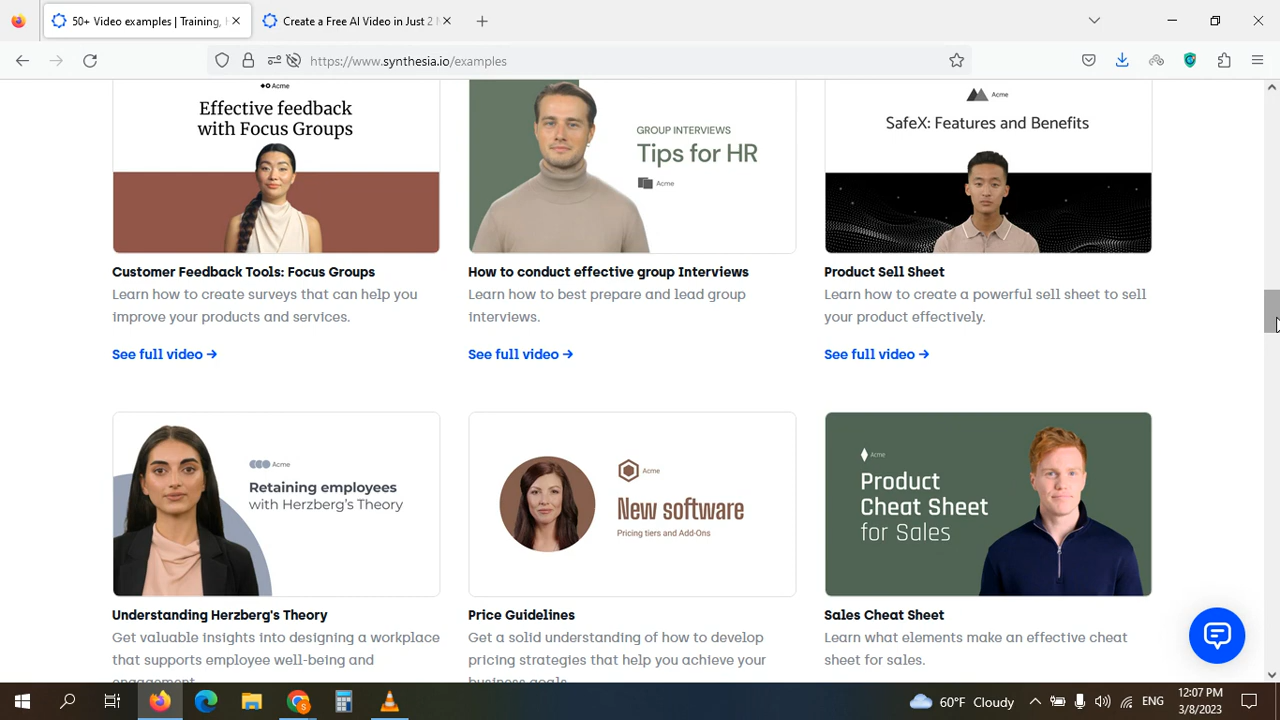 50+ Video examples | Training,
Create a Free AI Video in Just 2
https://www.synthesia.io/examples
Acme
Effective feedback
with Focus Groups
GROUP INTERVIEWS
Tips for HR
Acme
Acme
SafeX: Features and Benefits
Customer Feedback Tools: Focus Groups
Learn how to create surveys that can help you
improve your products and services.
See full video →
How to conduct effective group Interviews
Learn how to best prepare and lead group
interviews.
See full video →
Product Sell Sheet
Learn how to create a powerful sell sheet to sell
your product effectively.
See full video →
Acme
Retaining employees
with Herzberg's Theory
Acme
New software
Pricing tiers and Add-Ons
Acme
Product
Cheat Sheet
for Sales
Understanding Herzberg's Theory
Get valuable insights into designing a workplace
that supports employee well-being and
engagement.
Price Guidelines
Get a solid understanding of how to develop
pricing strategies that help you achieve your
business goals.
Sales Cheat Sheet
Learn what elements make an effective cheat
sheet for sales.
60°F Cloudy
ENG
12:07 PM
3/8/2023